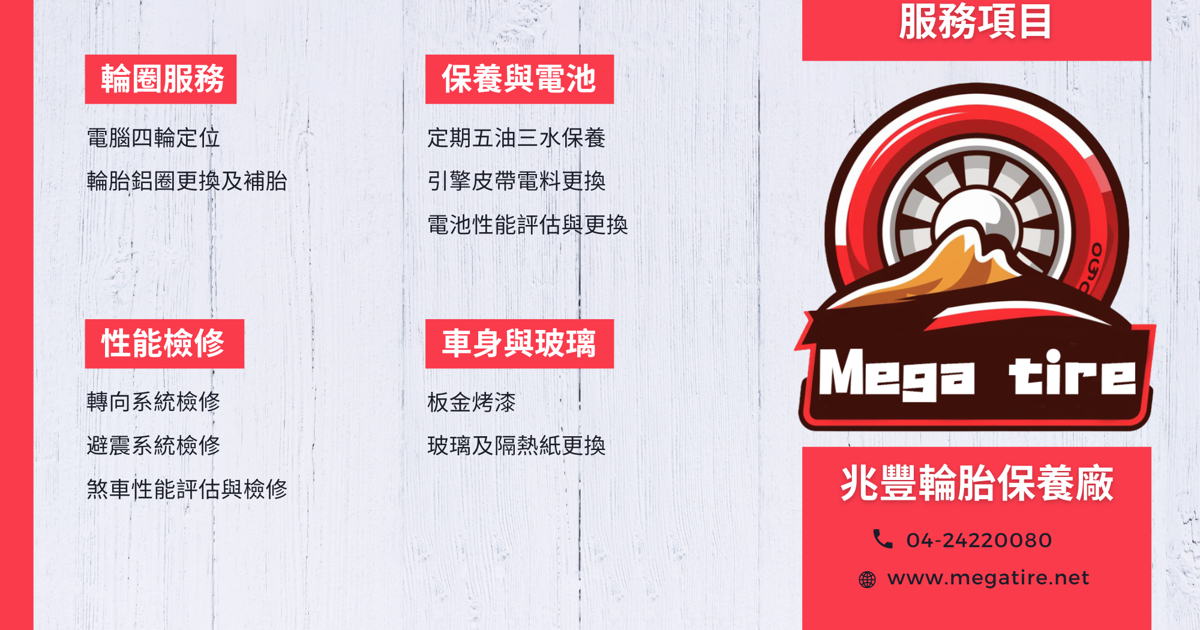 服務項目
輪圈服務
電腦四輪定位
輪胎鋁圈更換及補胎
保養與電池
定期五油三水保養
引擎皮帶電料更換
電池性能評估與更換
性能檢修
轉向系統檢修
避震系統檢修
煞車性能評估與檢修
車身與玻璃
板金烤漆
玻璃及隔熱紙更換
Mega tire
兆豐輪胎保養廠
04-24220080
www.megatire.net